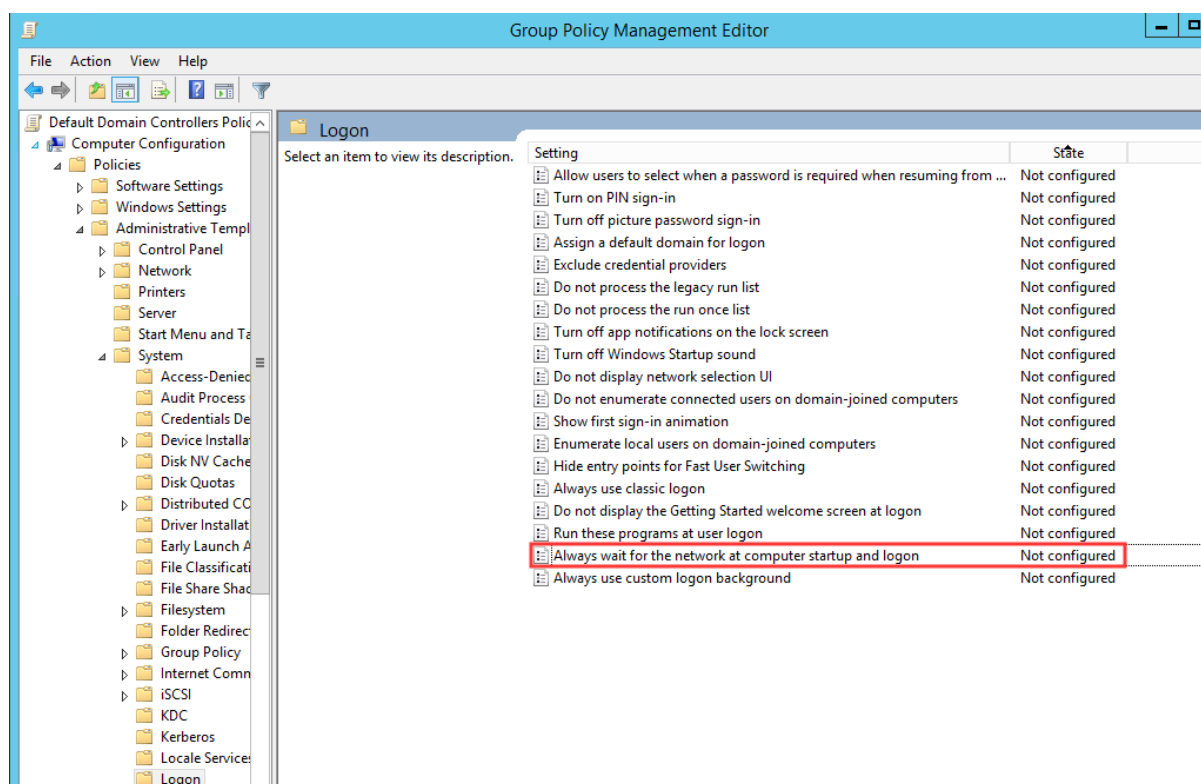 Group Policy Management Editor
File Action View Help
Default Domain Controllers Polic
Computer Configuration
Policies
Software Settings
Windows Settings
Administrative Templ
Control Panel
Network
Printers
Server
Start Menu and Ta
System
Access-Denied
Audit Process
Credentials De
Device Installat
Disk NV Cache
Disk Quotas
Distributed CO
Driver Installat
Early Launch A
File Classificati
File Share Shad
Filesystem
Folder Redirect
Group Policy
Internet Comm
iSCSI
KDC
Kerberos
Locale Services
Logon
Logon
Select an item to view its description.
Setting State
Allow users to select when a password is required when resuming from ... Not configured
Turn on PIN sign-in Not configured
Turn off picture password sign-in Not configured
Assign a default domain for logon Not configured
Exclude credential providers Not configured
Do not process the legacy run list Not configured
Do not process the run once list Not configured
Turn off app notifications on the lock screen Not configured
Turn off Windows Startup sound Not configured
Do not display network selection UI Not configured
Do not enumerate connected users on domain-joined computers Not configured
Show first sign-in animation Not configured
Enumerate local users on domain-joined computers Not configured
Hide entry points for Fast User Switching Not configured
Always use classic logon Not configured
Do not display the Getting Started welcome screen at logon Not configured
Run these programs at user logon Not configured
Always wait for the network at computer startup and logon Not configured
Always use custom logon background Not configured